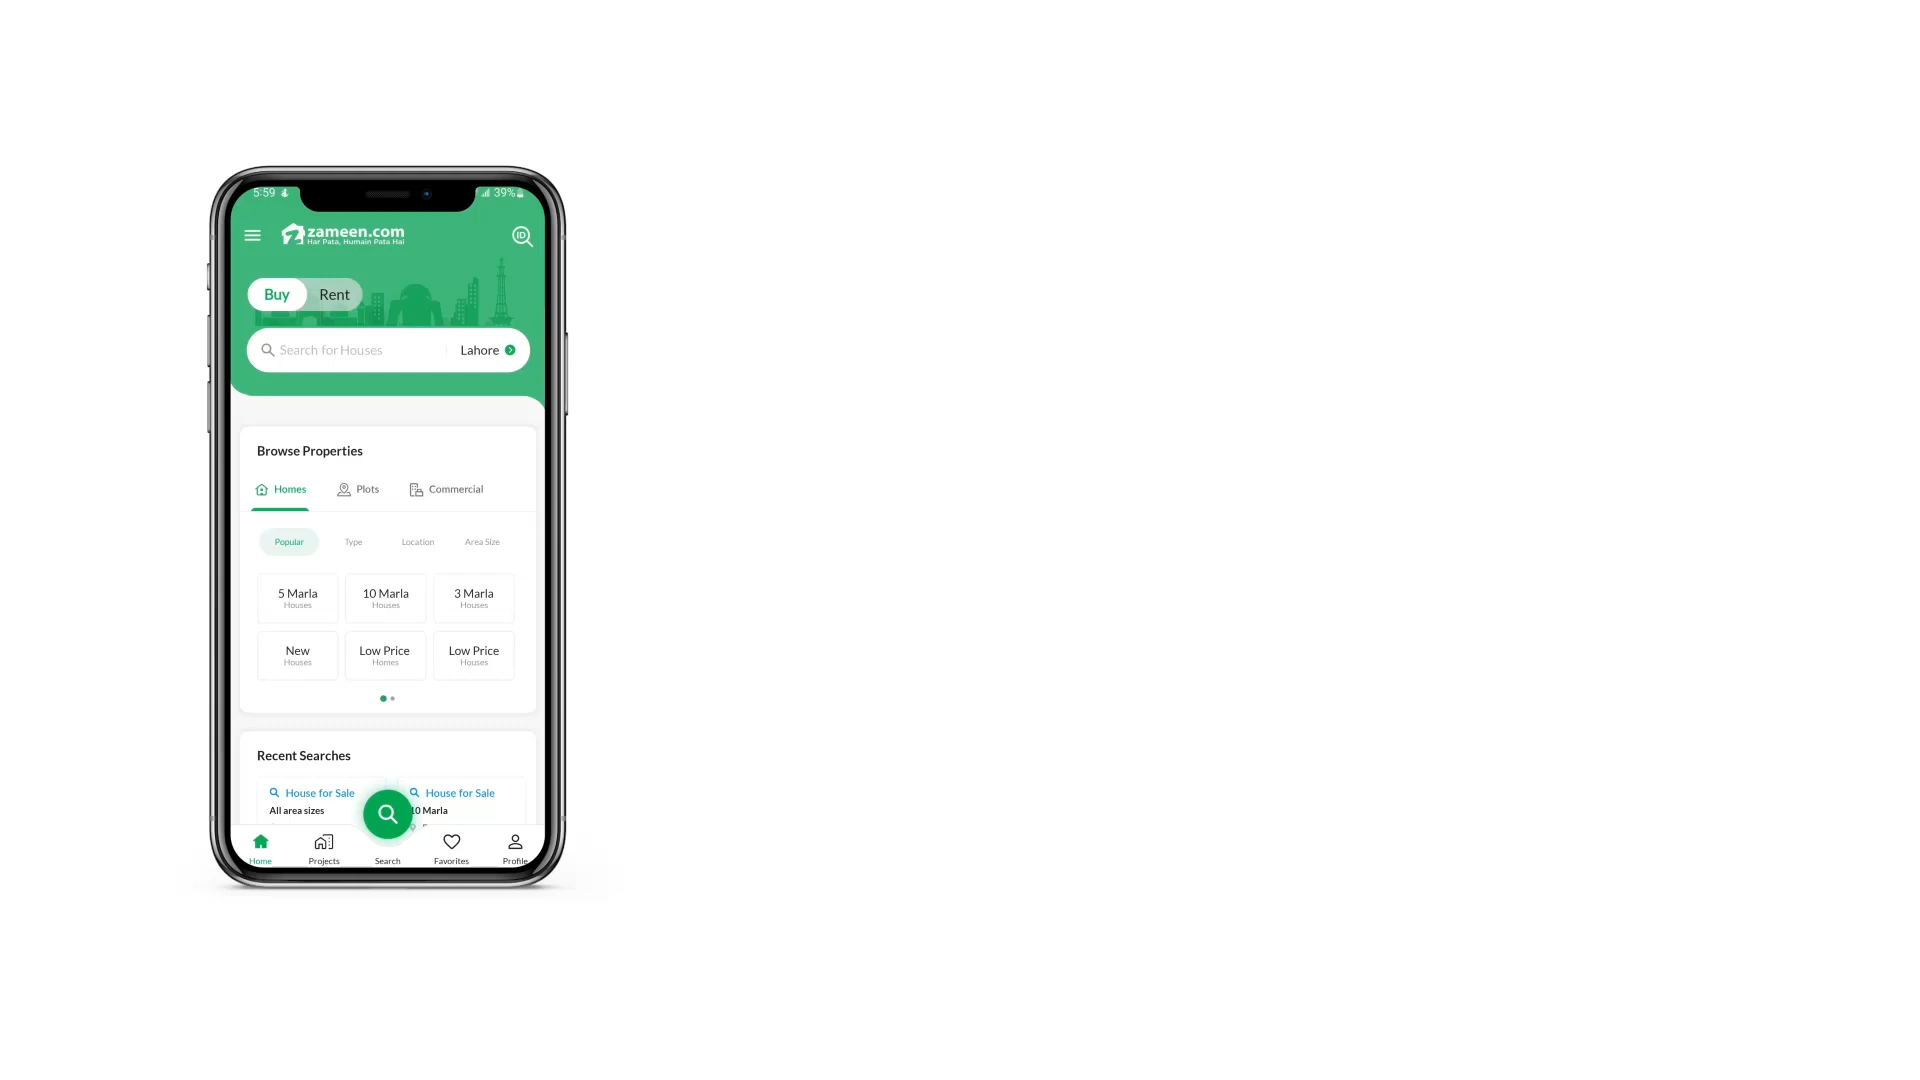 5:59
39%
zameen.com
Har Pata, Humain Pata Hai
ID
Buy Rent
Search for Houses Lahore
Browse Properties
Homes Plots Commercial
Popular Type Location Area Size
5 Marla 10 Marla 3 Marla
Houses Houses Houses
New Low Price Low Price
Houses Homes Houses
Recent Searches
House for Sale House for Sale
All area sizes 10 Marla
Home Projects Search Favorites Profile